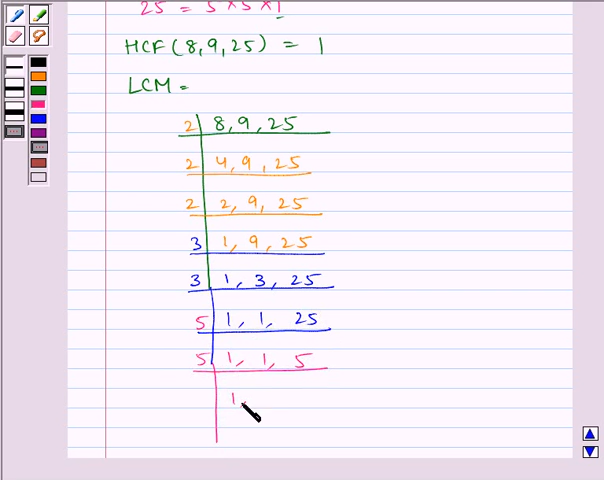 25 = 5 × 5 × 1
HCF (8, 9, 25) = 1
LCM =
2 8, 9, 25
2 4, 9, 25
2 2, 9, 25
3 1, 9, 25
3 1, 3, 25
5 1, 1, 25
5 1, 1, 5
1,